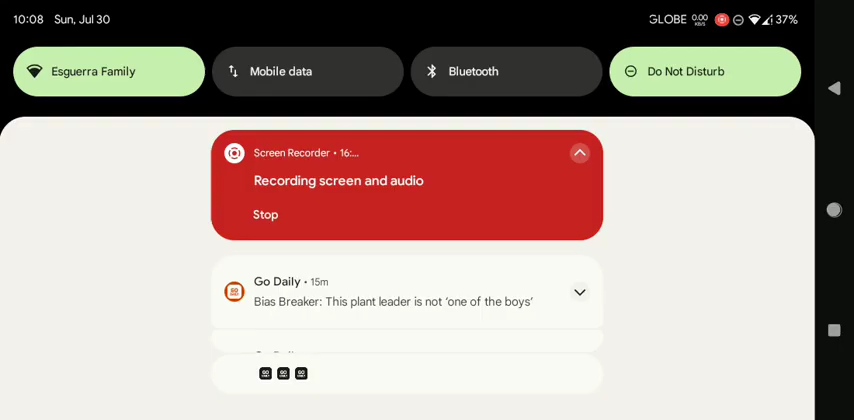 10:08 Sun, Jul 30 GLOBE 0.00 37%
KB/S
Esguerra Family Mobile data Bluetooth Do Not Disturb
Screen Recorder • 16:...
Recording screen and audio
Stop
Go Daily • 15m
Bias Breaker: This plant leader is not ‘one of the boys’